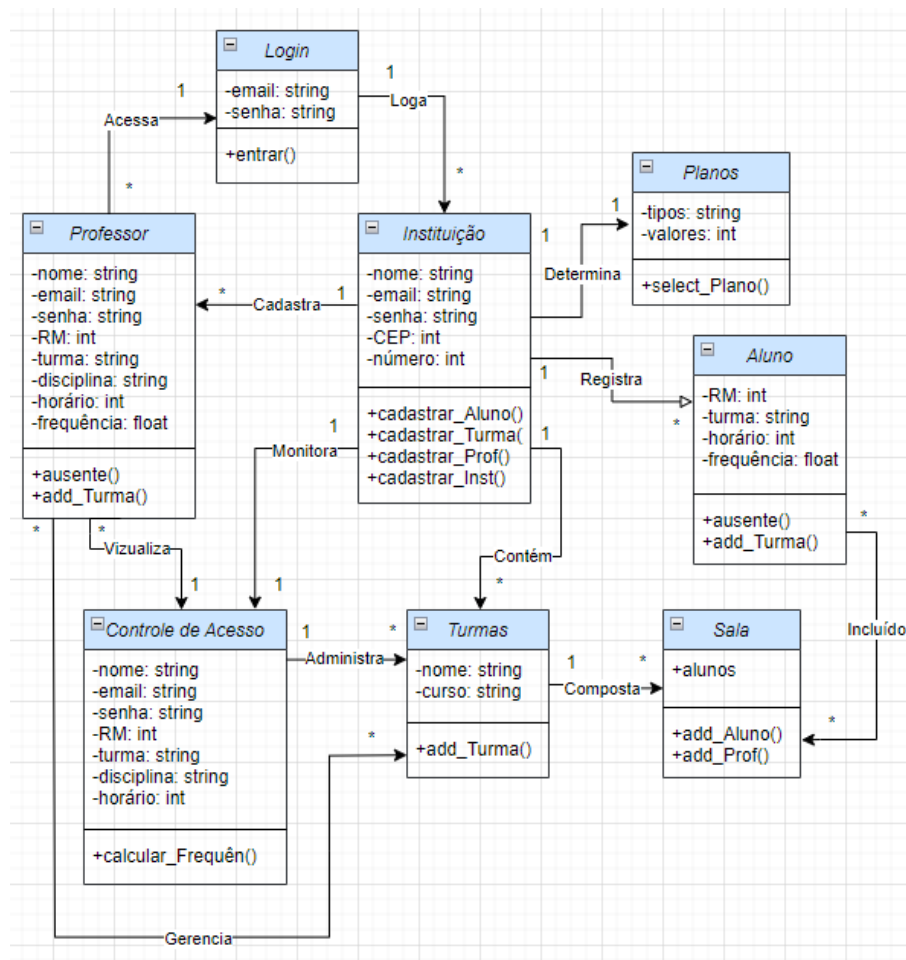 Login
-email: string
-senha: string
+entrar()
1
Acessa
*
1
Loga
*
Planos
-tipos: string
-valores: int
+select_Plano()
Professor
-nome: string
-email: string
-senha: string
-RM: int
-turma: string
-disciplina: string
-horário: int
-frequência: float
+ausente()
+add_Turma()
Instituição
-nome: string
-email: string
-senha: string
-CEP: int
-número: int
+cadastrar_Aluno()
+cadastrar_Turma(
+cadastrar_Prof()
+cadastrar_Inst()
*
Cadastra
1
1
Determina
1
1
Registra
*
Aluno
-RM: int
-turma: string
-horário: int
-frequência: float
+ausente()
+add_Turma()
1
Monitora
1
1
Contém
*
*
*
Vizualiza
1
*
Incluído
*
Controle de Acesso
-nome: string
-email: string
-senha: string
-RM: int
-turma: string
-disciplina: string
-horário: int
+calcular_Frequên()
1
Administra
*
Turmas
-nome: string
-curso: string
+add_Turma()
1
Composta
*
Sala
+alunos
+add_Aluno()
+add_Prof()
*
Gerencia